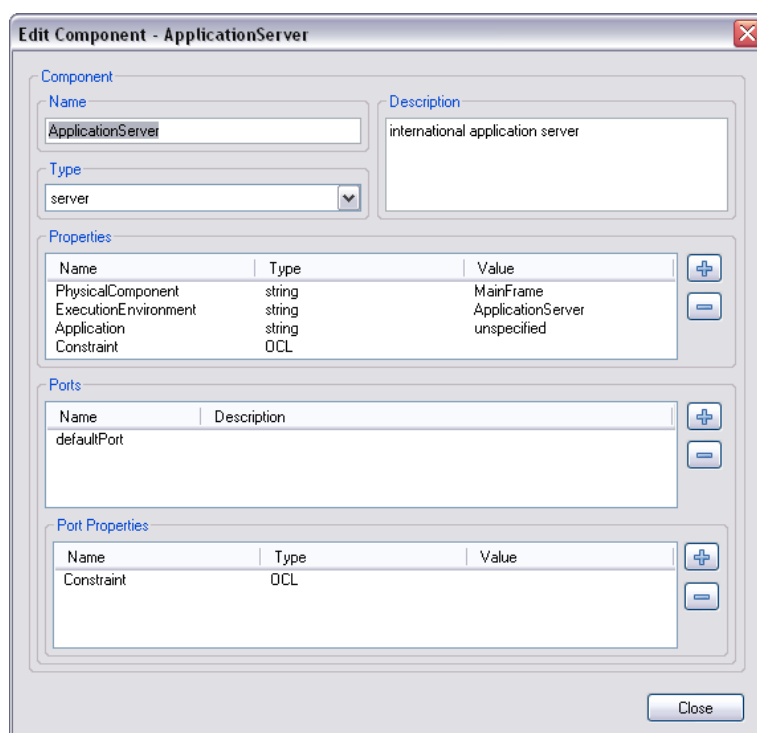 Edit Component - ApplicationServer
Component
Name
Description
ApplicationServer
international application server
Type
server
Properties
Name Type Value
PhysicalComponent string MainFrame
ExecutionEnvironment string ApplicationServer
Application string unspecified
Constraint OCL
Ports
Name Description
defaultPort
Port Properties
Name Type Value
Constraint OCL
Close